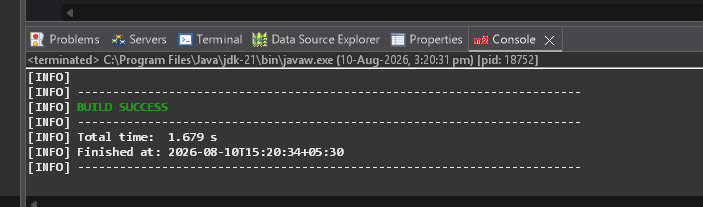 Problems Servers Terminal Data Source Explorer Properties Console
<terminated> C:\Program Files\Java\jdk-21\bin\javaw.exe (10-Aug-2026, 3:20:31 pm) [pid: 18752]
[INFO]
[INFO] ------------------------------------------------------------------------
[INFO] BUILD SUCCESS
[INFO] ------------------------------------------------------------------------
[INFO] Total time:  1.679 s
[INFO] Finished at: 2026-08-10T15:20:34+05:30
[INFO] ------------------------------------------------------------------------